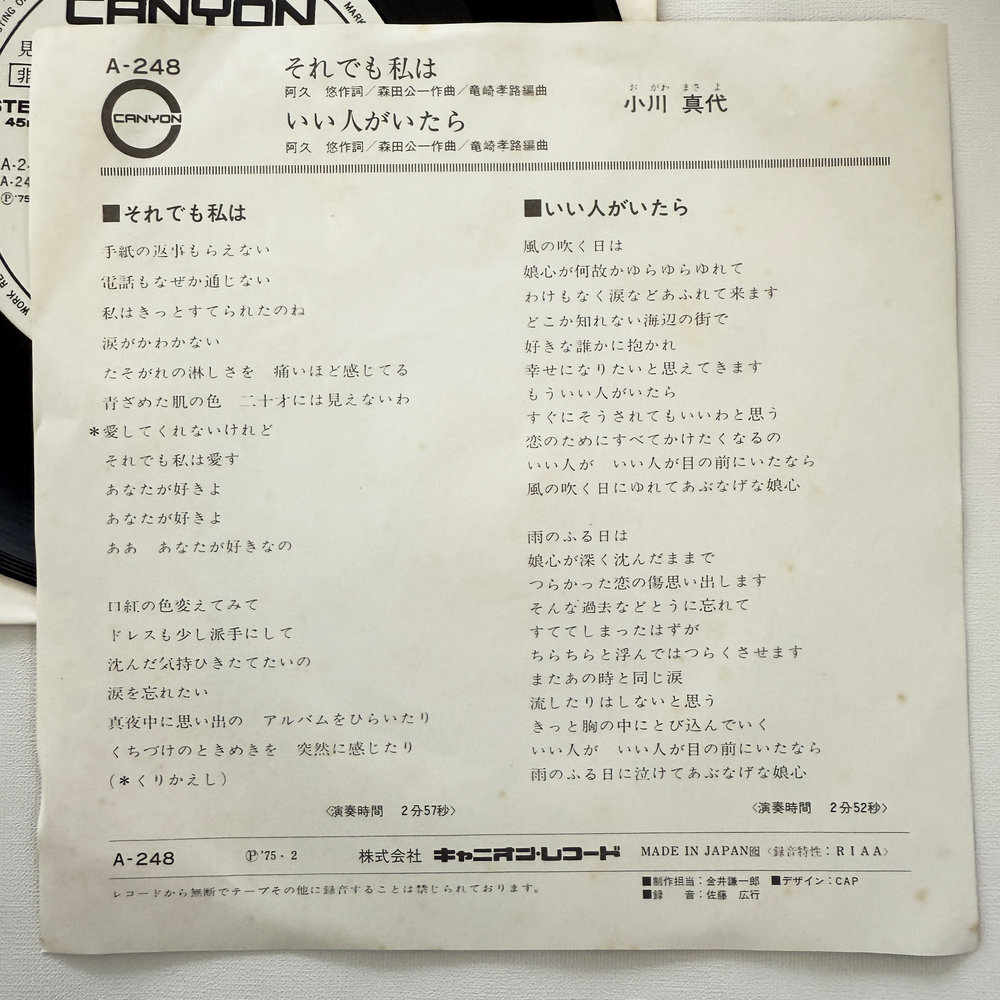 CANYON
A-248
CANYON
それでも私は
阿久 悠作詞／森田公一作曲／竜崎孝路編曲
いい人がいたら
阿久 悠作詞／森田公一作曲／竜崎孝路編曲
おがわ まさよ
小川 真代
■それでも私は
手紙の返事もらえない
電話もなぜか通じない
私はきっとすてられたのね
涙がかわかない
たそがれの淋しさを 痛いほど感じてる
青ざめた肌の色 二十才には見えないわ
＊愛してくれないけれど
それでも私は愛す
あなたが好きよ
あなたが好きよ
ああ あなたが好きなの
口紅の色変えてみて
ドレスも少し派手にして
沈んだ気持ひきたてたいの
涙を忘れたい
真夜中に思い出の アルバムをひらいたり
くちづけのときめきを 突然に感じたり
(＊くりかえし)
〈演奏時間 2分57秒〉
■いい人がいたら
風の吹く日は
娘心が何故かゆらゆらゆれて
わけもなく涙などあふれて来ます
どこか知れない海辺の街で
好きな誰かに抱かれ
幸せになりたいと思えてきます
もういい人がいたら
すぐにそうされてもいいわと思う
恋のためにすべてかけたくなるの
いい人が いい人が目の前にいたなら
風の吹く日にゆれてあぶなげな娘心
雨のふる日は
娘心が深く沈んだままで
つらかった恋の傷思い出します
そんな過去などとうに忘れて
すててしまったはずが
ちらちらと浮んではつらくさせます
またあの時と同じ涙
流したりはしないと思う
きっと胸の中にとび込んでいく
いい人が いい人が目の前にいたなら
雨のふる日に泣けてあぶなげな娘心
〈演奏時間 2分52秒〉
A-248 Ⓟ'75-2 株式会社 キャニオン・レコード MADE IN JAPAN 〈録音特性：RIAA〉
レコードから無断でテープその他に録音することは禁じられております。
■制作担当：金井謙一郎 ■デザイン：CAP
■録 音：佐藤 広行